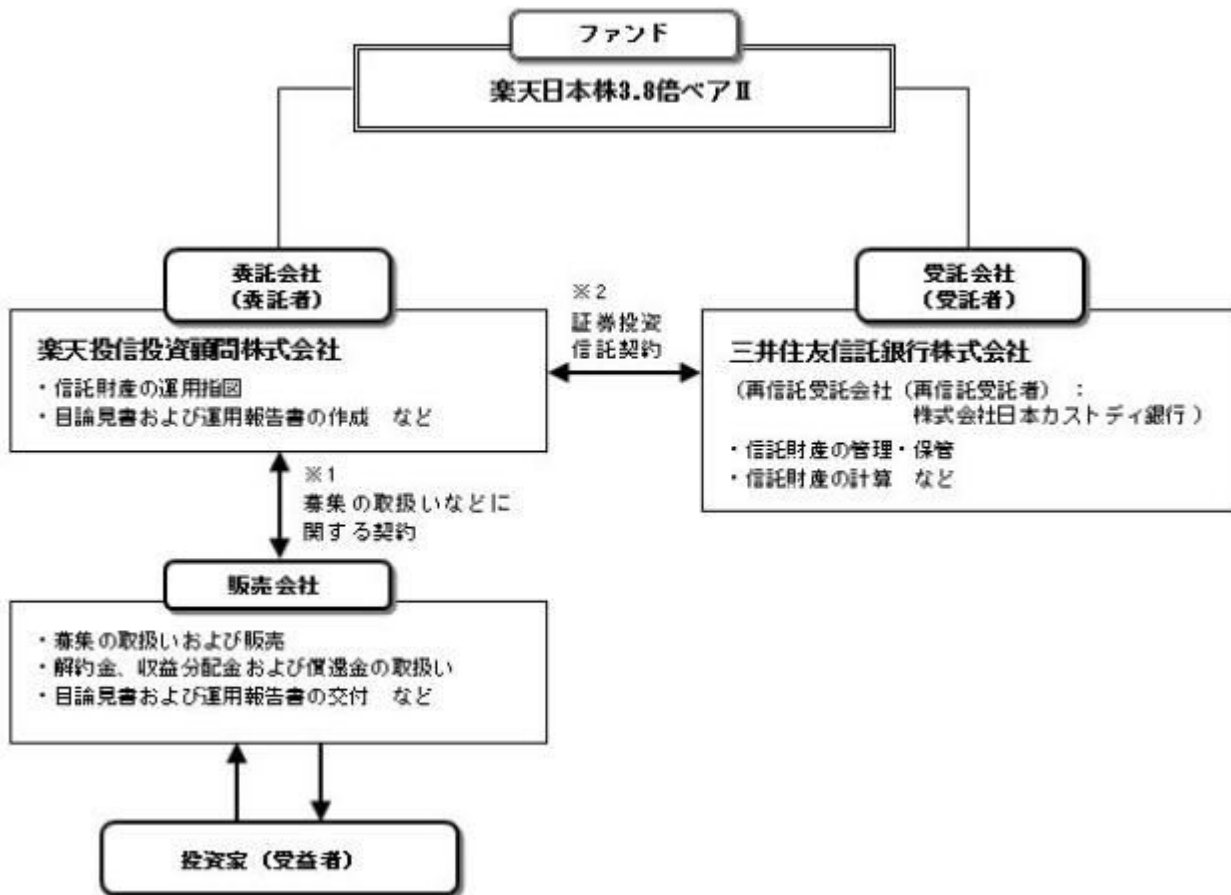 ファンド
楽天日本株3.8倍ベアⅡ
委託会社
(委託者)
楽天投信投資顧問株式会社
・信託財産の運用指図
・目論見書および運用報告書の作成　など
※2
証券投資
信託契約
受託会社
(受託者)
三井住友信託銀行株式会社
(再信託受託会社(再信託受託者)　:
株式会社日本カストディ銀行)
・信託財産の管理・保管
・信託財産の計算　など
※1
募集の取扱いなどに
関する契約
販売会社
・募集の取扱いおよび販売
・解約金、収益分配金および償還金の取扱い
・目論見書および運用報告書の交付　など
投資家(受益者)